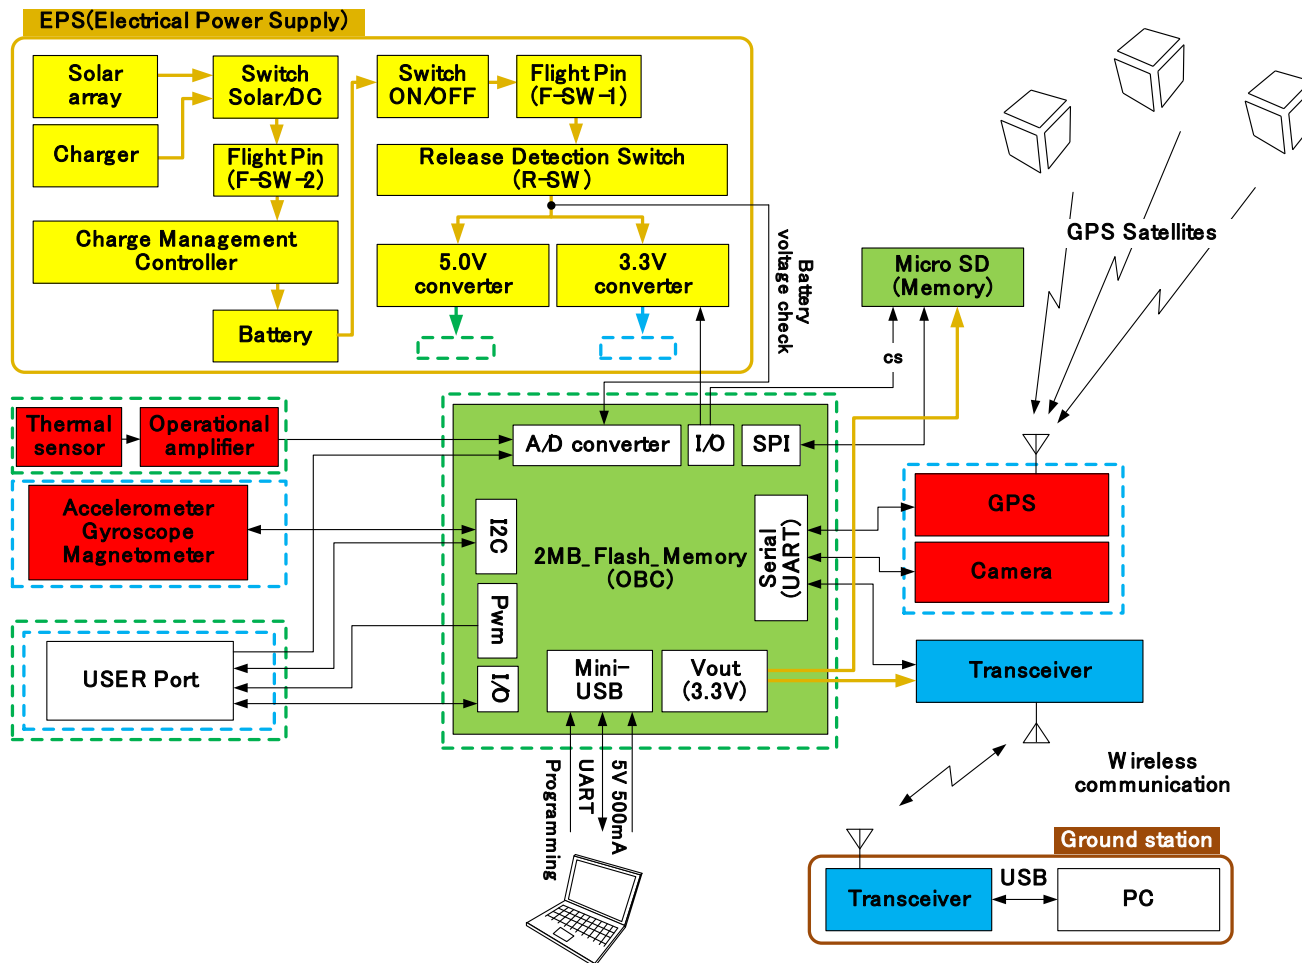 EPS(Electrical Power Supply)
Solar
array
Switch
Solar/DC
Switch
ON/OFF
Flight Pin
(F-SW-1)
Charger
Flight Pin
(F-SW-2)
Release Detection Switch
(R-SW)
Charge Management
Controller
5.0V
converter
3.3V
converter
Battery
Battery
voltage check
Micro SD
(Memory)
cs
GPS Satellites
Thermal
sensor
Operational
amplifier
A/D converter
I/O
SPI
Accelerometer
Gyroscope
Magnetometer
I2C
2MB_Flash_Memory
(OBC)
Serial
(UART)
GPS
Camera
Pwm
USER Port
I/O
Mini-
USB
Vout
(3.3V)
Transceiver
Programming
UART
5V 500mA
Wireless
communication
Ground station
Transceiver
USB
PC